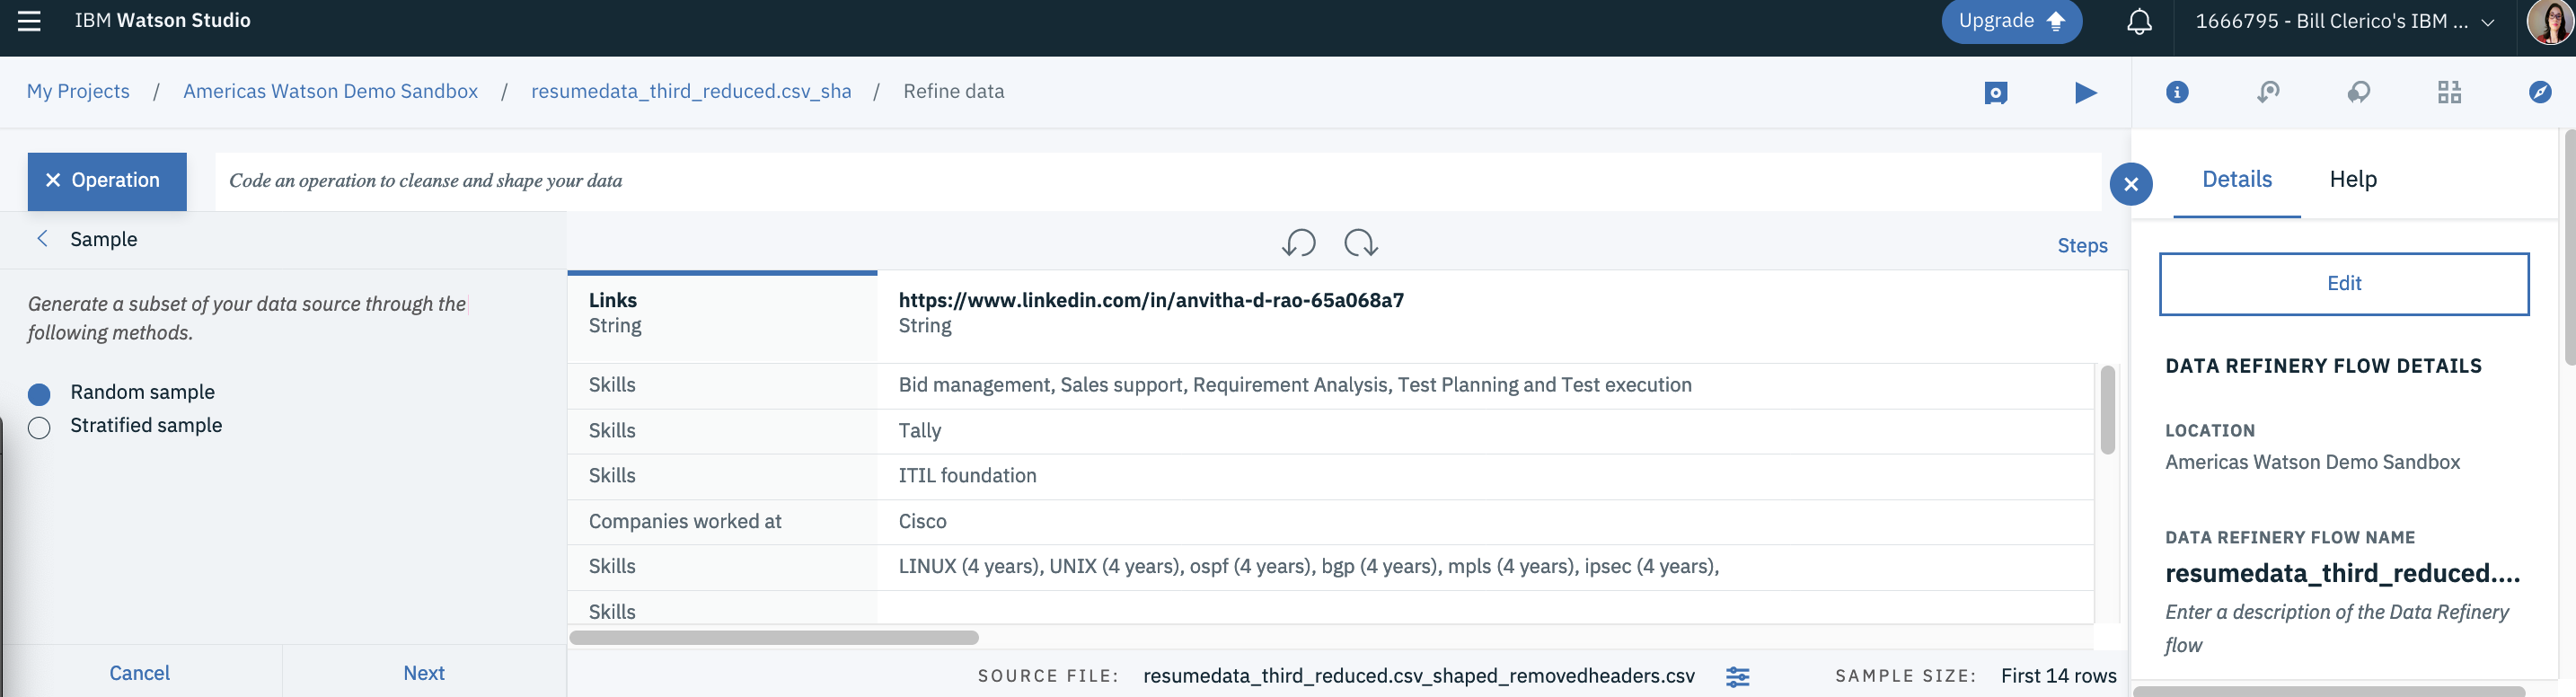 IBM Watson Studio
Upgrade
1666795 - Bill Clerico's IBM ...
My Projects / Americas Watson Demo Sandbox / resumedata_third_reduced.csv_sha / Refine data
Operation
Code an operation to cleanse and shape your data
Sample
Generate a subset of your data source through the
following methods.
Random sample
Stratified sample
Cancel
Next
Steps
Links
String
https://www.linkedin.com/in/anvitha-d-rao-65a068a7
String
Skills Bid management, Sales support, Requirement Analysis, Test Planning and Test execution
Skills Tally
Skills ITIL foundation
Companies worked at Cisco
Skills LINUX (4 years), UNIX (4 years), ospf (4 years), bgp (4 years), mpls (4 years), ipsec (4 years),
Skills
SOURCE FILE: resumedata_third_reduced.csv_shaped_removedheaders.csv
SAMPLE SIZE: First 14 rows
Details
Help
Edit
DATA REFINERY FLOW DETAILS
LOCATION
Americas Watson Demo Sandbox
DATA REFINERY FLOW NAME
resumedata_third_reduced....
Enter a description of the Data Refinery
flow